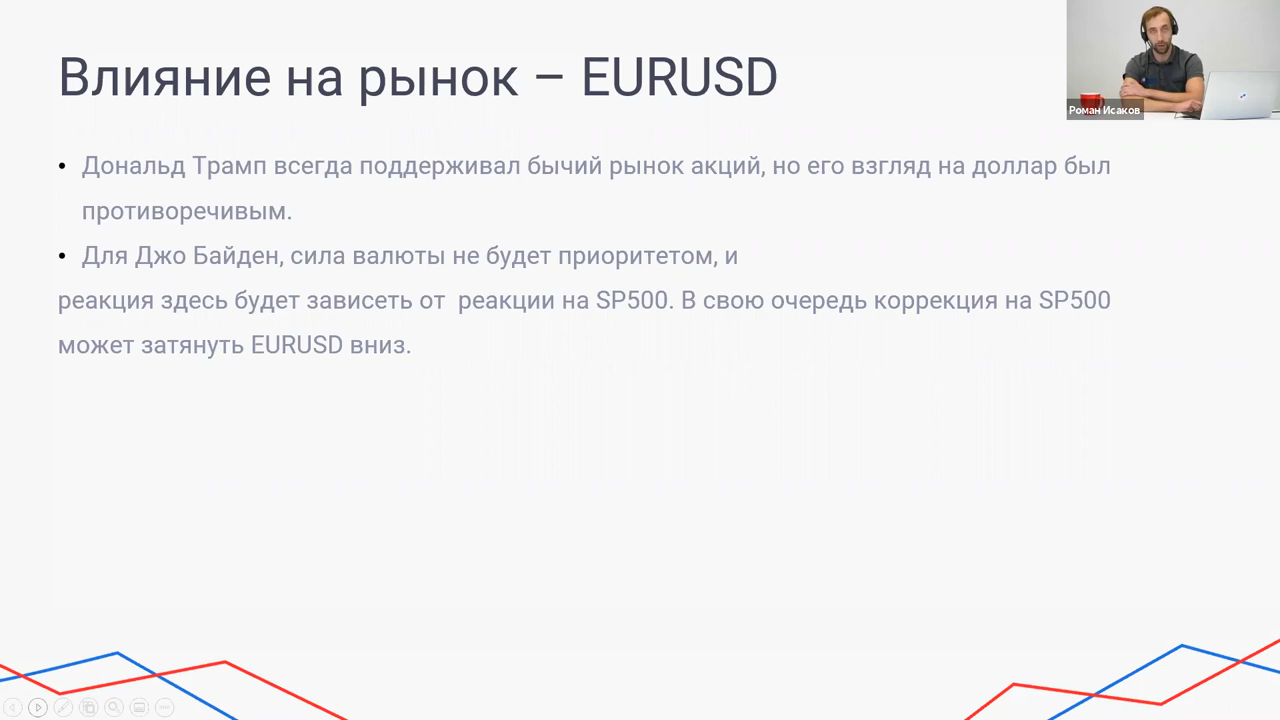 Влияние на рынок – EURUSD
Роман Исаков
• Дональд Трамп всегда поддерживал бычий рынок акций, но его взгляд на доллар был
противоречивым.
• Для Джо Байден, сила валюты не будет приоритетом, и
реакция здесь будет зависеть от  реакции на SP500. В свою очередь коррекция на SP500
может затянуть EURUSD вниз.